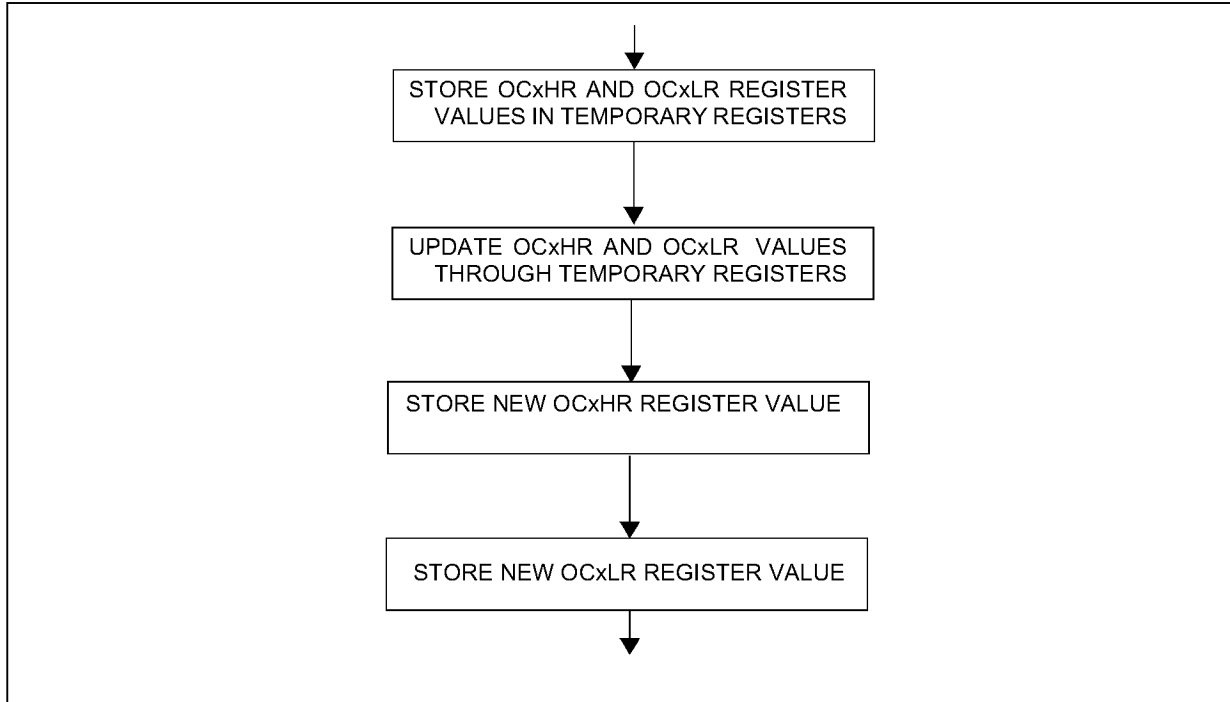 STORE OCxHR AND OCxLR REGISTER
VALUES IN TEMPORARY REGISTERS
UPDATE OCxHR AND OCxLR VALUES
THROUGH TEMPORARY REGISTERS
STORE NEW OCxHR REGISTER VALUE
STORE NEW OCxLR REGISTER VALUE